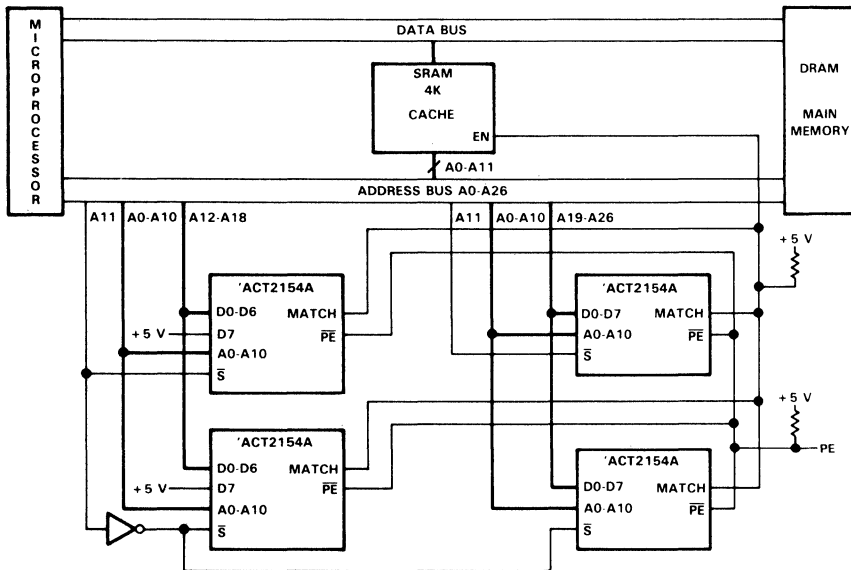 MICROPROCESSOR
DATA BUS
SRAM
4K
CACHE
EN
DRAM
MAIN
MEMORY
A0-A11
ADDRESS BUS A0-A26
A11 A0-A10 A12-A18
A11 A0-A10 A19-A26
+5 V
'ACT2154A
D0-D6 MATCH
+5 V D7 PE
A0-A10
S
'ACT2154A
D0-D7 MATCH
A0-A10 PE
S
+5 V
PE
'ACT2154A
D0-D6 MATCH
+5 V D7 PE
A0-A10
S
'ACT2154A
D0-D7 MATCH
A0-A10 PE
S